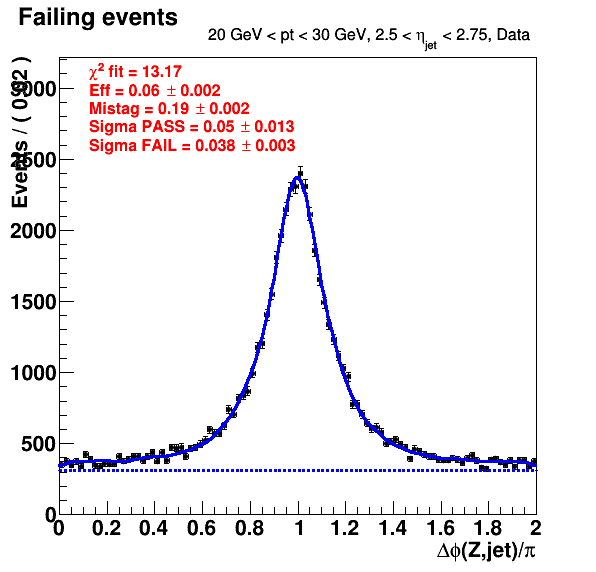 Failing events
20 GeV < pt < 30 GeV, 2.5 < ηjet < 2.75, Data
χ² fit = 13.17
Eff = 0.06 ± 0.002
Mistag = 0.19 ± 0.002
Sigma PASS = 0.05 ± 0.013
Sigma FAIL = 0.038 ± 0.003
Events / (
3000
2500
2000
1500
1000
500
0
0 0.2 0.4 0.6 0.8 1 1.2 1.4 1.6 1.8 2
Δφ(Z,jet)/π